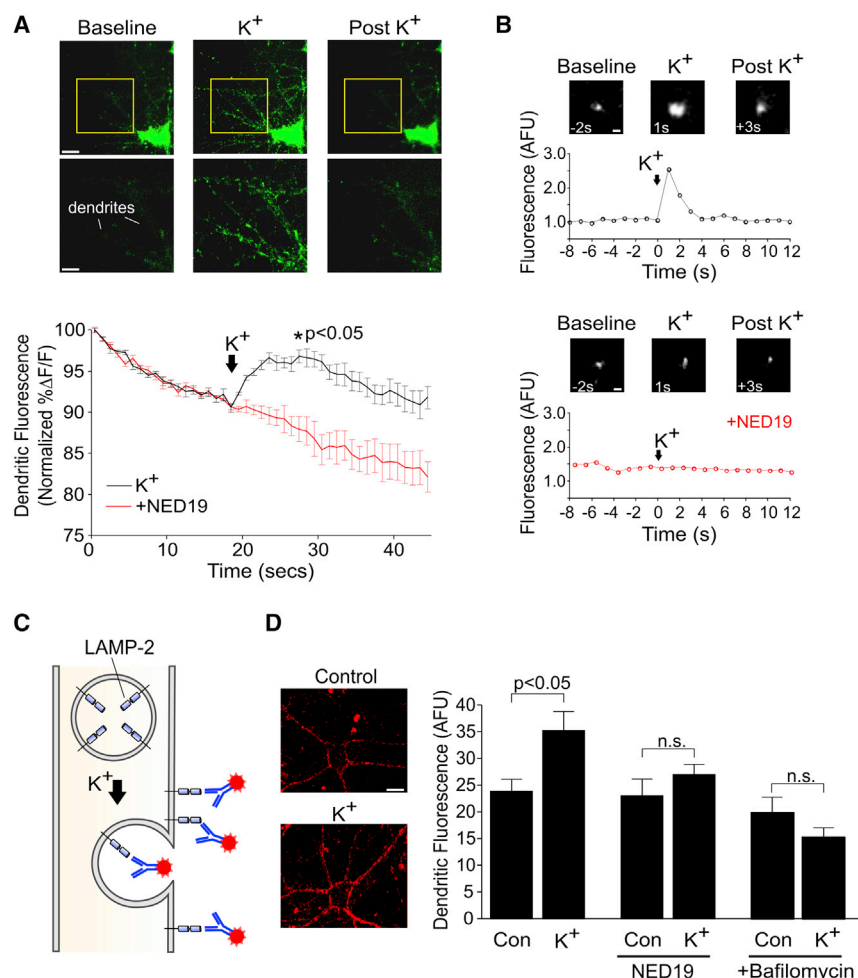 A
Baseline
K+
Post K+
dendrites
Dendritic Fluorescence
(Normalized %ΔF/F)
100
95
90
85
80
75
K+
*p<0.05
K+
+NED19
0
10
20
30
40
Time (secs)
B
Baseline
K+
Post K+
-2s
1s
+3s
Fluorescence (AFU)
3.0
2.0
1.0
K+
-8 -6 -4 -2 0 2 4 6 8 10 12
Time (s)
Baseline
K+
Post K+
-2s
1s
+3s
+NED19
Fluorescence (AFU)
3.0
2.0
1.0
K+
-8 -6 -4 -2 0 2 4 6 8 10 12
Time (s)
C
LAMP-2
K+
D
Control
K+
Dendritic Fluorescence (AFU)
40
35
30
25
20
15
10
5
0
p<0.05
n.s.
n.s.
Con K+ Con K+ Con K+
NED19 +Bafilomycin